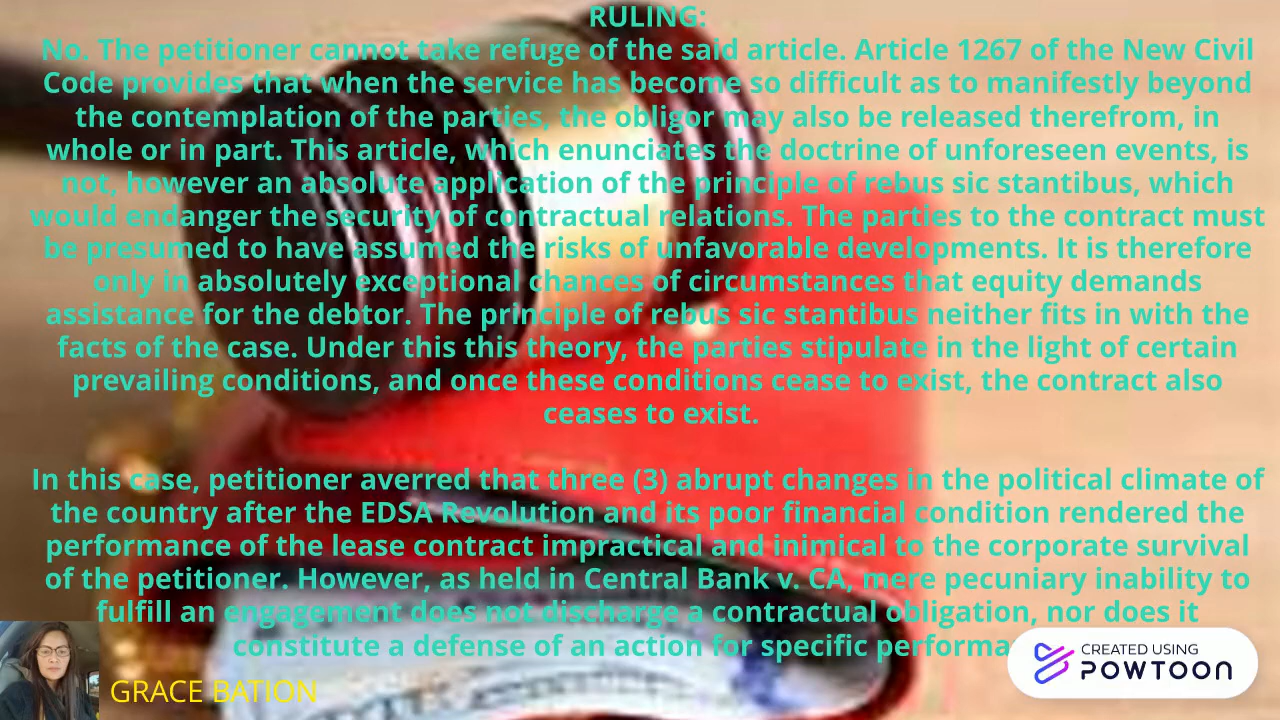 RULING:
No. The petitioner cannot take refuge of the said article. Article 1267 of the New Civil
Code provides that when the service has become so difficult as to manifestly beyond
the contemplation of the parties, the obligor may also be released therefrom, in
whole or in part. This article, which enunciates the doctrine of unforeseen events, is
not, however an absolute application of the principle of rebus sic stantibus, which
would endanger the security of contractual relations. The parties to the contract must
be presumed to have assumed the risks of unfavorable developments. It is therefore
only in absolutely exceptional chances of circumstances that equity demands
assistance for the debtor. The principle of rebus sic stantibus neither fits in with the
facts of the case. Under this this theory, the parties stipulate in the light of certain
prevailing conditions, and once these conditions cease to exist, the contract also
ceases to exist.
In this case, petitioner averred that three (3) abrupt changes in the political climate of
the country after the EDSA Revolution and its poor financial condition rendered the
performance of the lease contract impractical and inimical to the corporate survival
of the petitioner. However, as held in Central Bank v. CA, mere pecuniary inability to
fulfill an engagement does not discharge a contractual obligation, nor does it
constitute a defense of an action for specific
GRACE BATION
CREATED USING
POWTOON